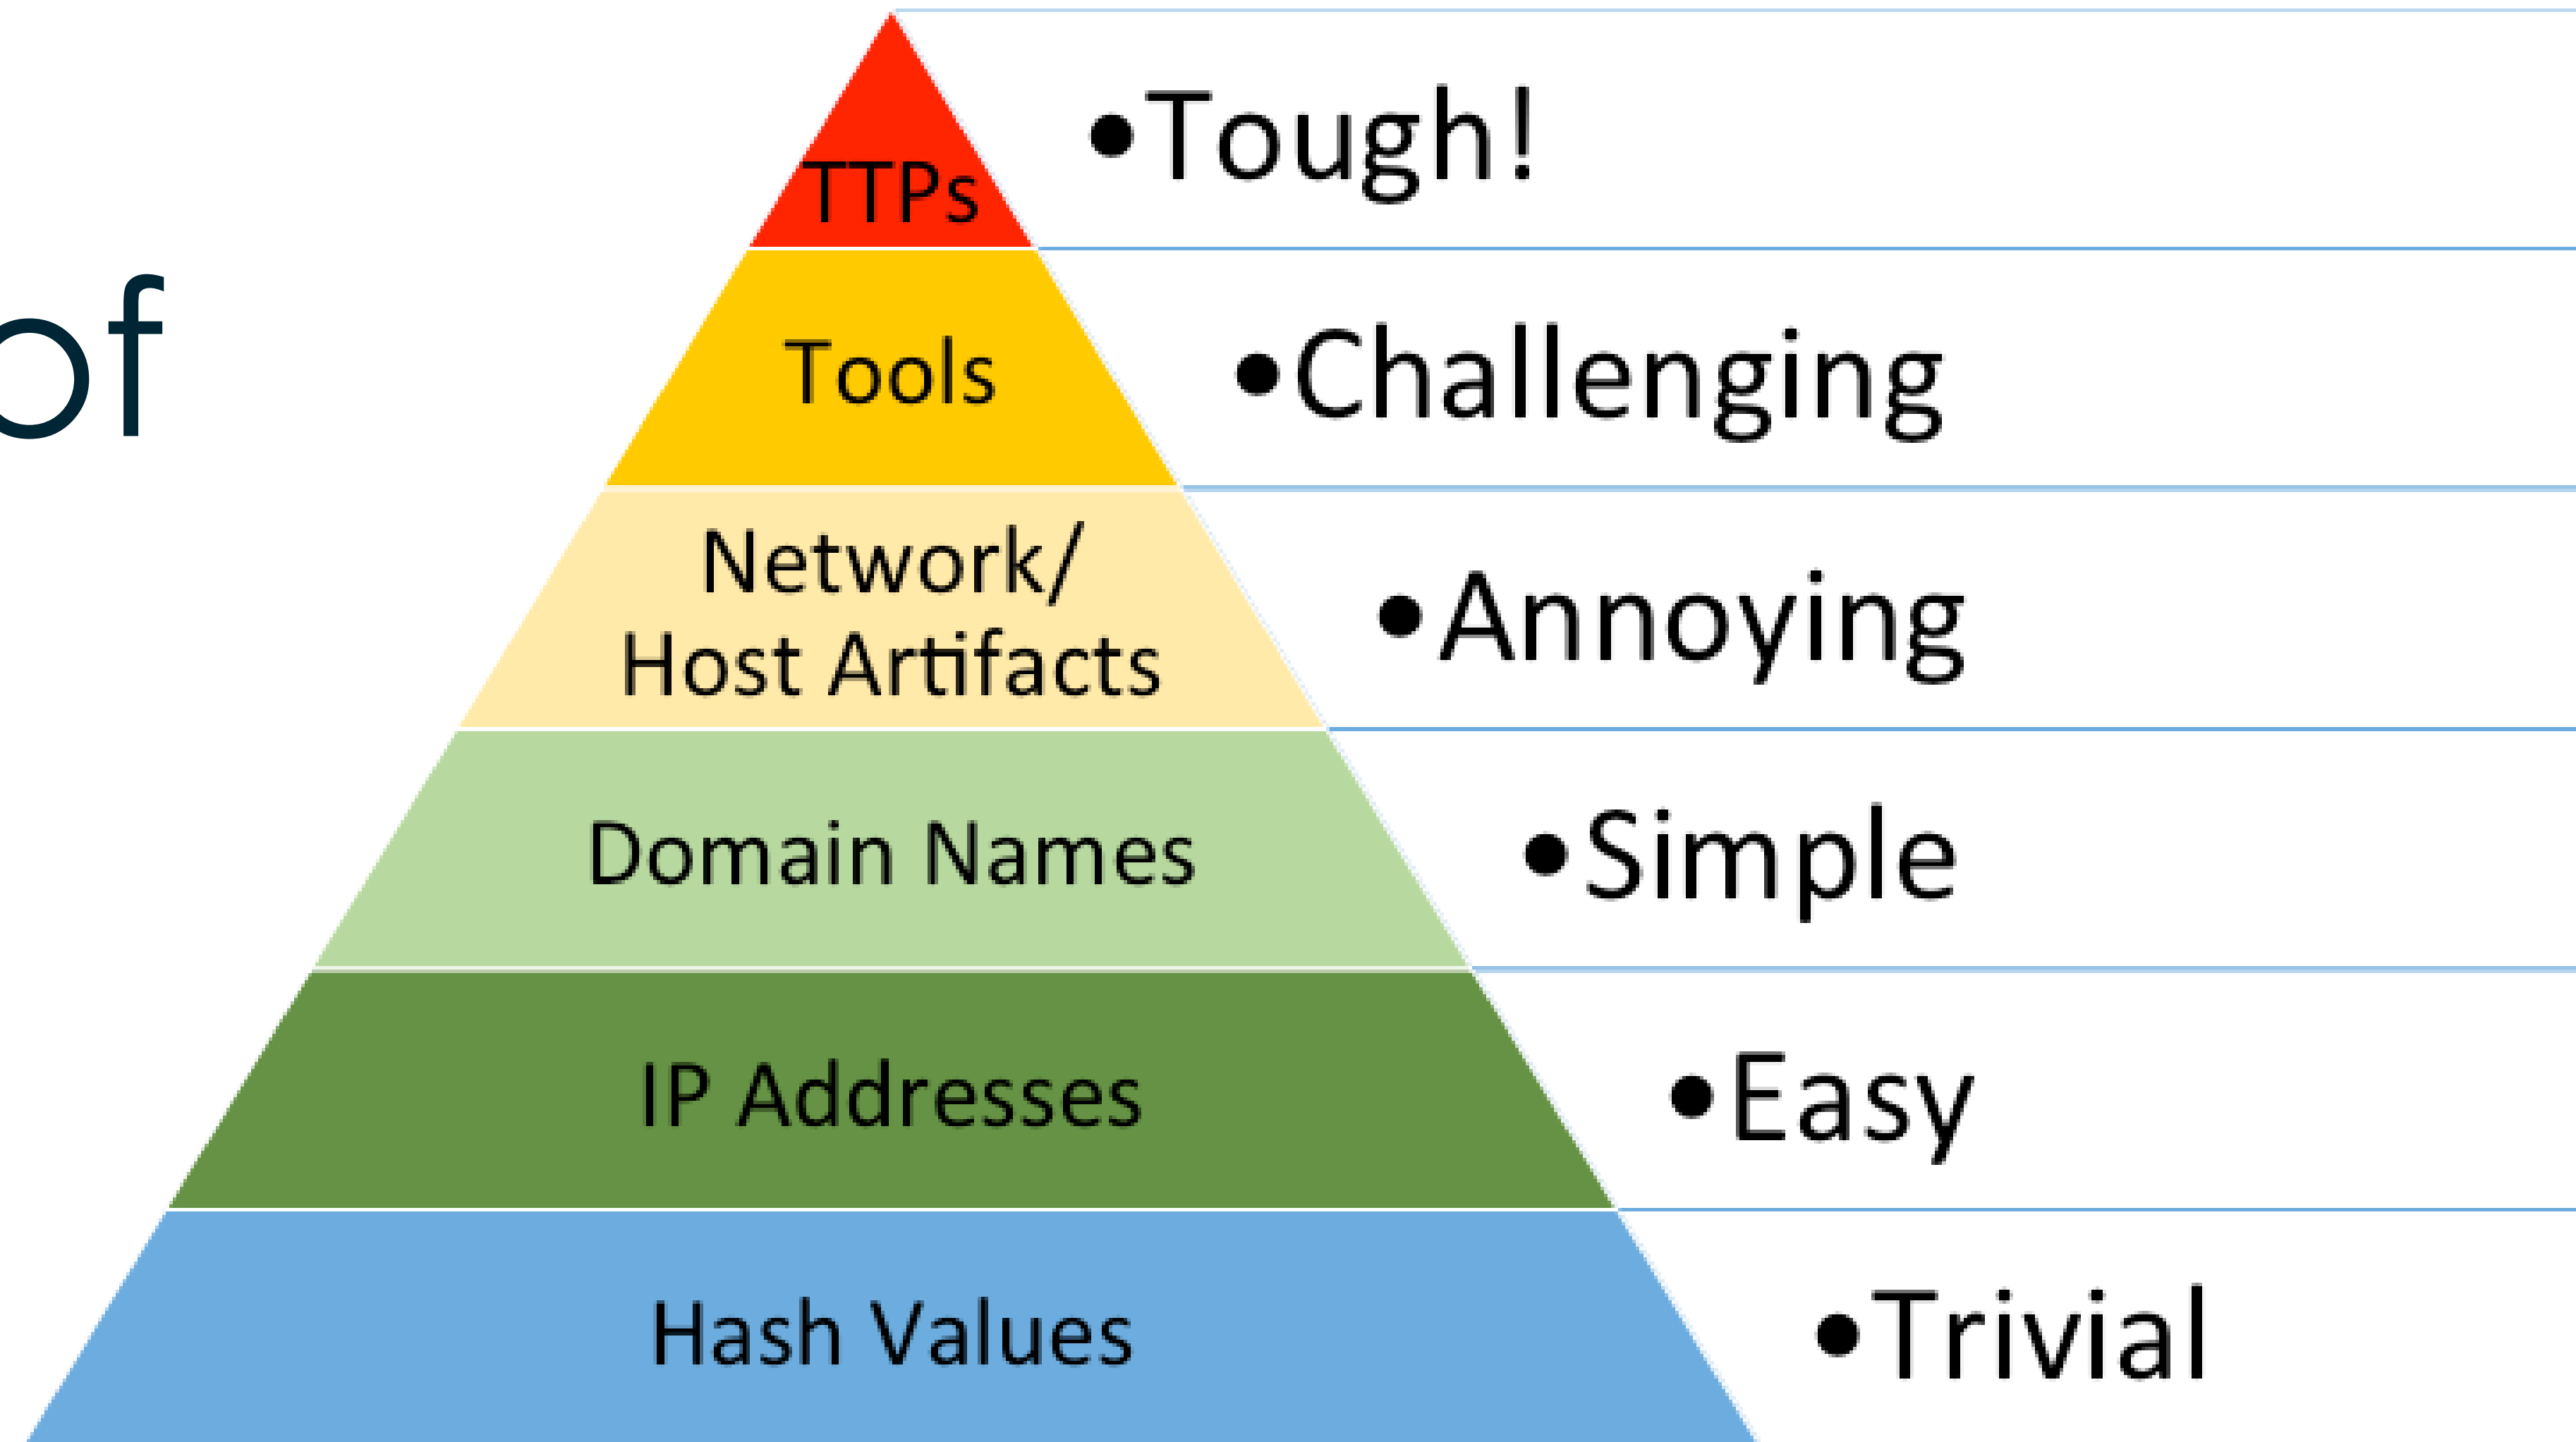 of
TTPs
•Tough!
Tools
•Challenging
Network/
Host Artifacts
•Annoying
Domain Names
•Simple
IP Addresses
•Easy
Hash Values
•Trivial